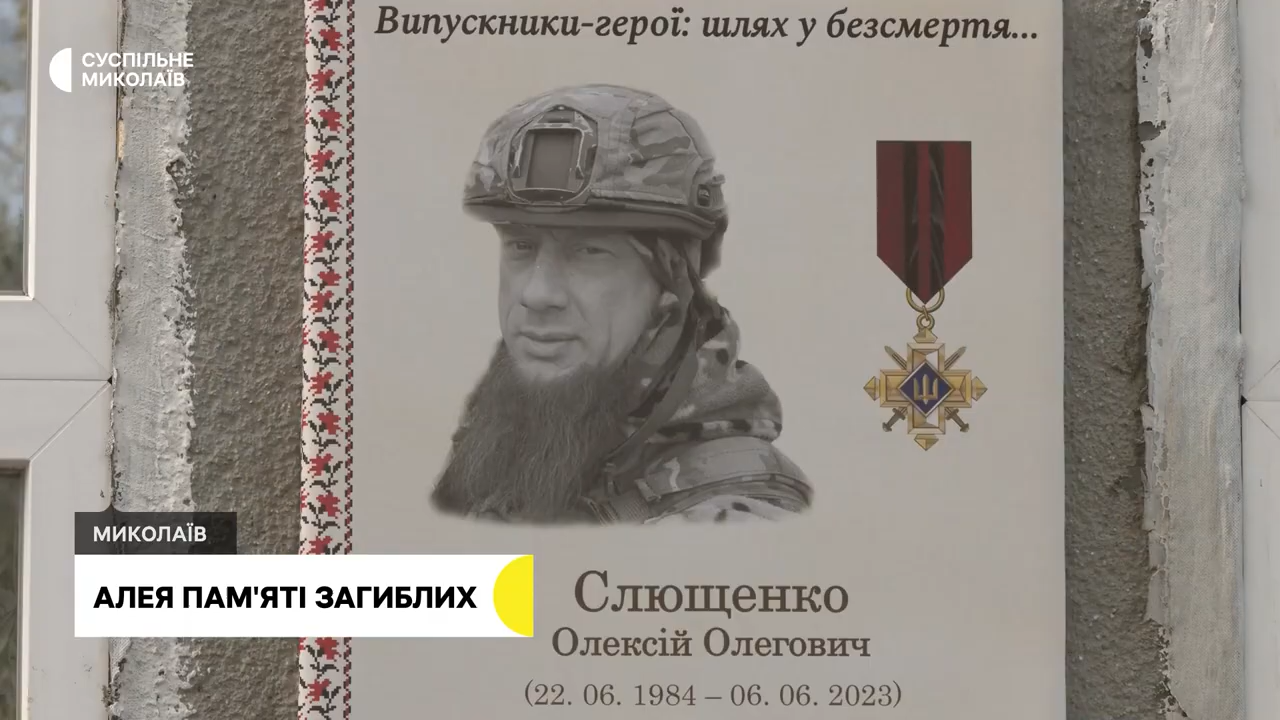 Випускники-герої: шлях у безсмертя...
СУСПІЛЬНЕ
МИКОЛАЇВ
МИКОЛАЇВ
АЛЕЯ ПАМ'ЯТІ ЗАГИБЛИХ
Слющенко
Олексій Олегович
(22. 06. 1984 – 06. 06. 2023)